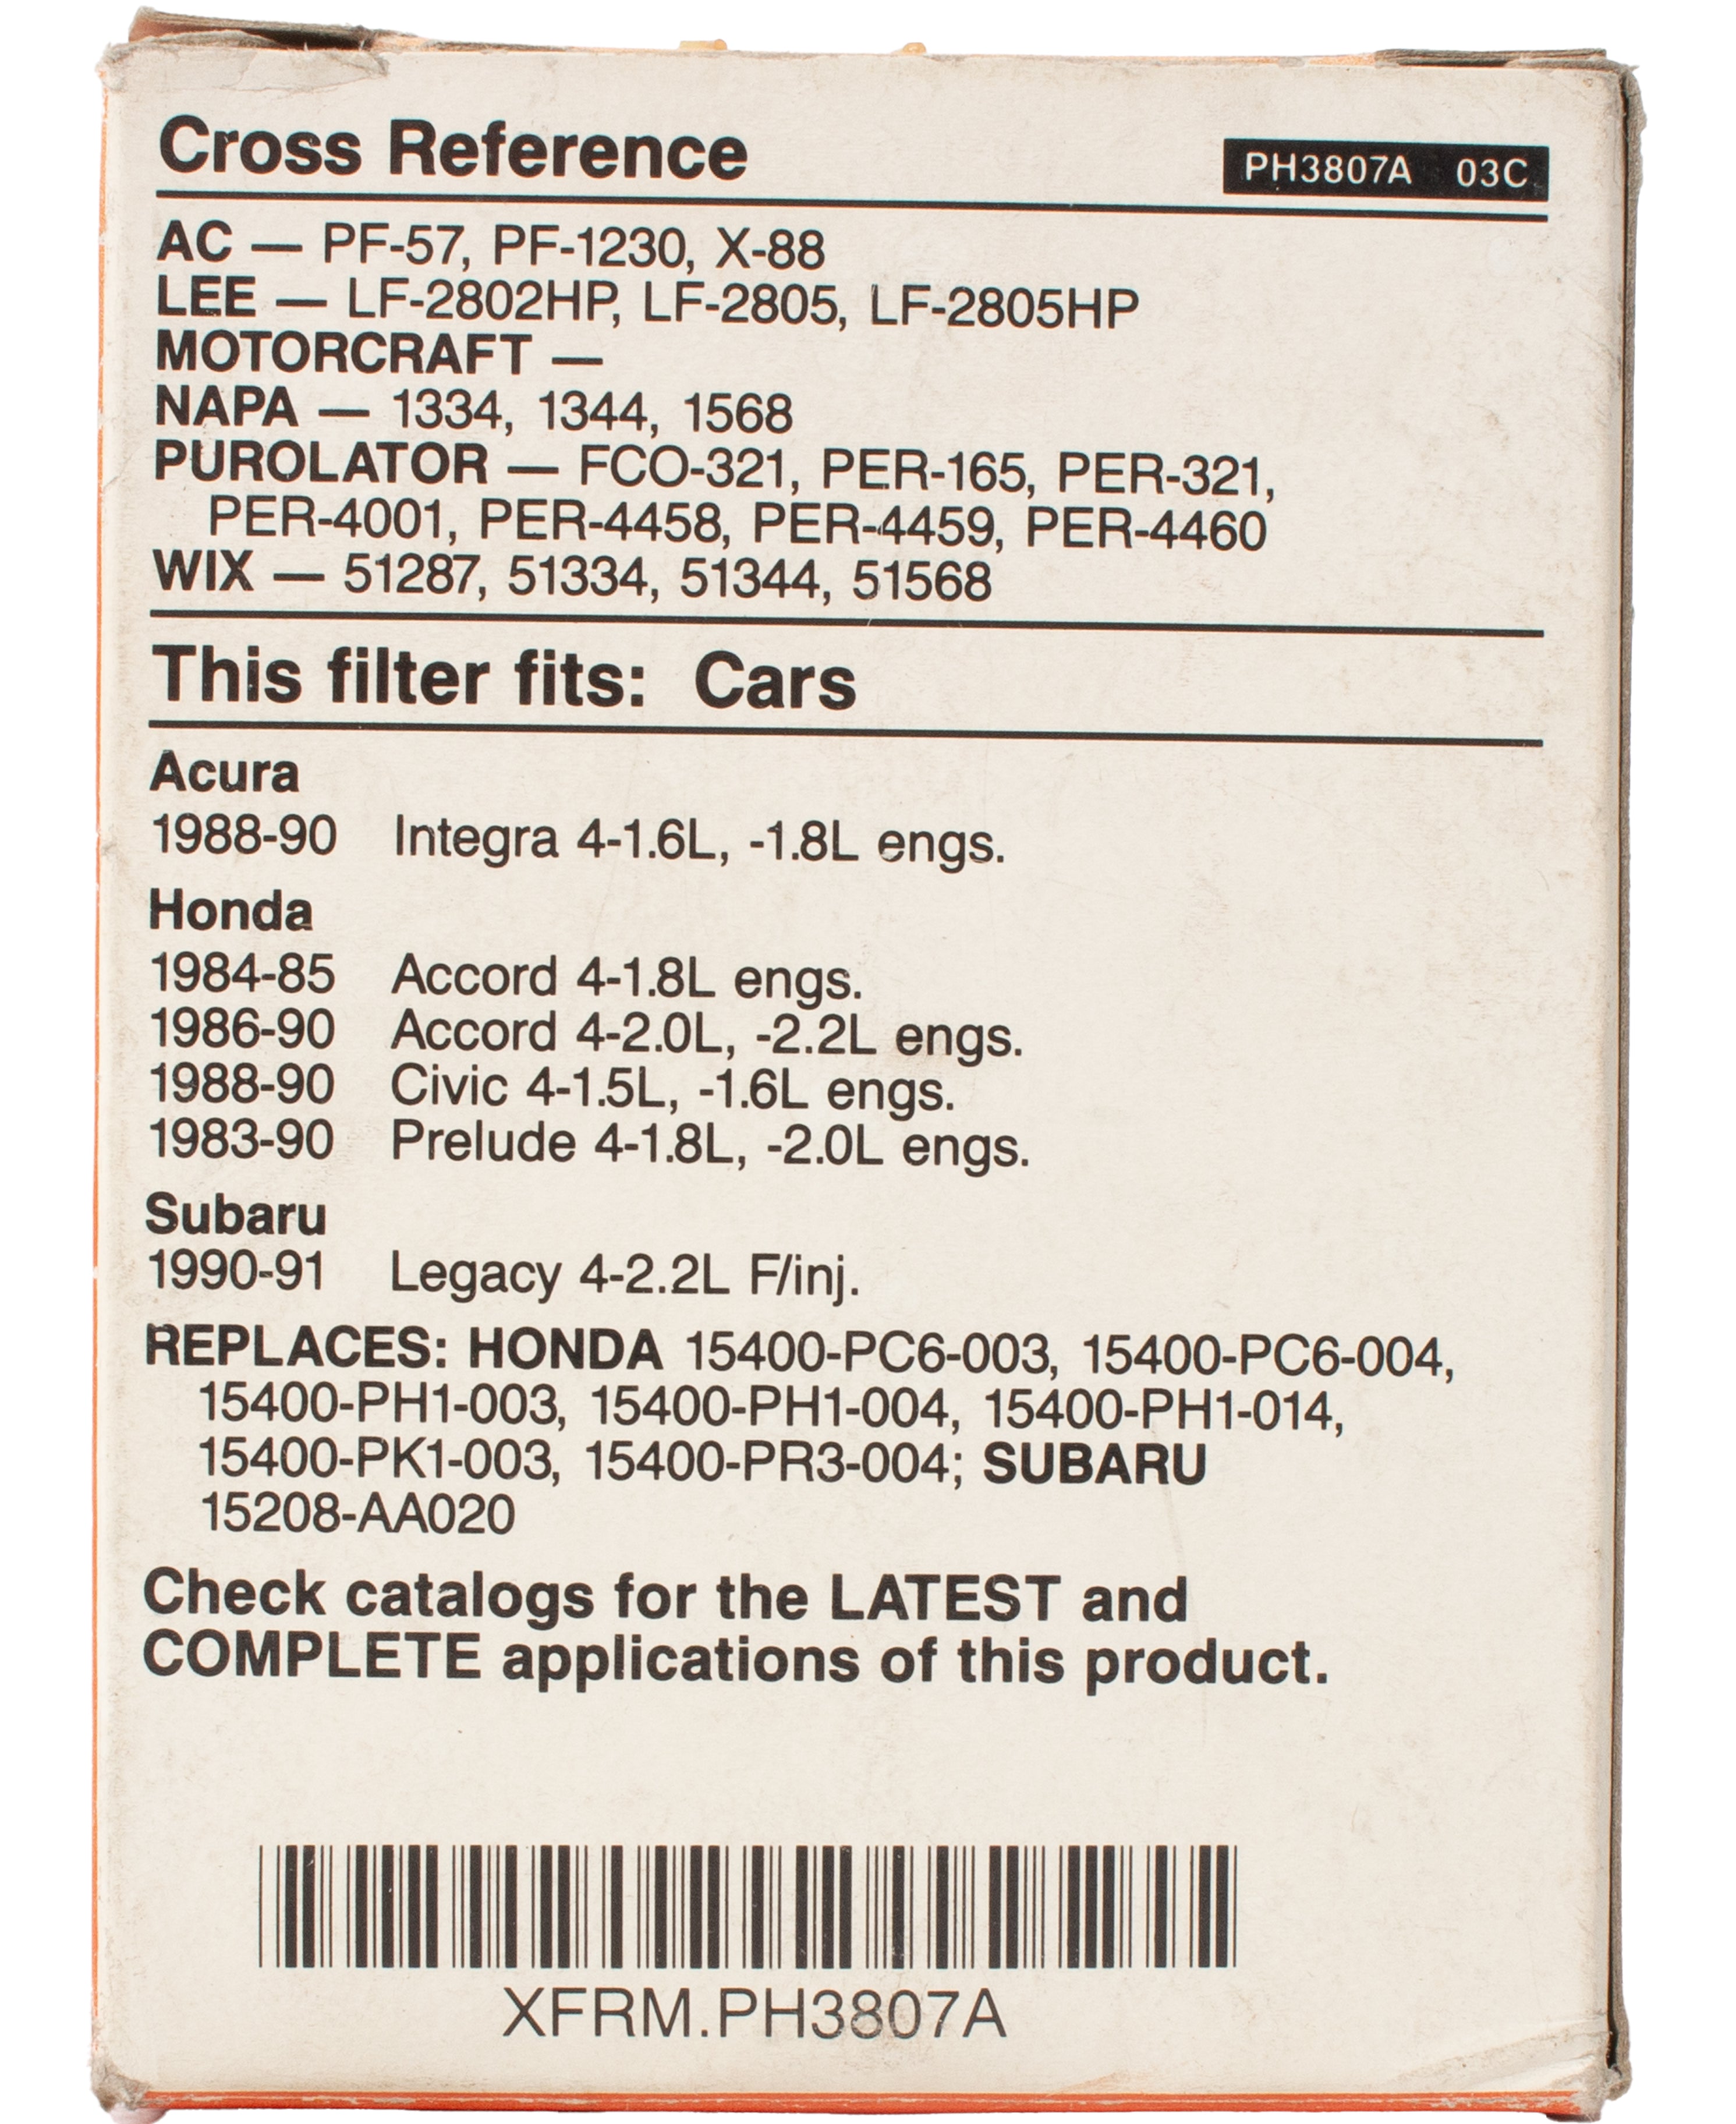 Cross Reference
PH3807A 03C
AC — PF-57, PF-1230, X-88
LEE — LF-2802HP, LF-2805, LF-2805HP
MOTORCRAFT —
NAPA — 1334, 1344, 1568
PUROLATOR — FCO-321, PER-165, PER-321,
PER-4001, PER-4458, PER-4459, PER-4460
WIX — 51287, 51334, 51344, 51568
This filter fits: Cars
Acura
1988-90 Integra 4-1.6L, -1.8L engs.
Honda
1984-85 Accord 4-1.8L engs.
1986-90 Accord 4-2.0L, -2.2L engs.
1988-90 Civic 4-1.5L, -1.6L engs.
1983-90 Prelude 4-1.8L, -2.0L engs.
Subaru
1990-91 Legacy 4-2.2L F/inj.
REPLACES: HONDA 15400-PC6-003, 15400-PC6-004,
15400-PH1-003, 15400-PH1-004, 15400-PH1-014,
15400-PK1-003, 15400-PR3-004; SUBARU
15208-AA020
Check catalogs for the LATEST and
COMPLETE applications of this product.
XFRM.PH3807A